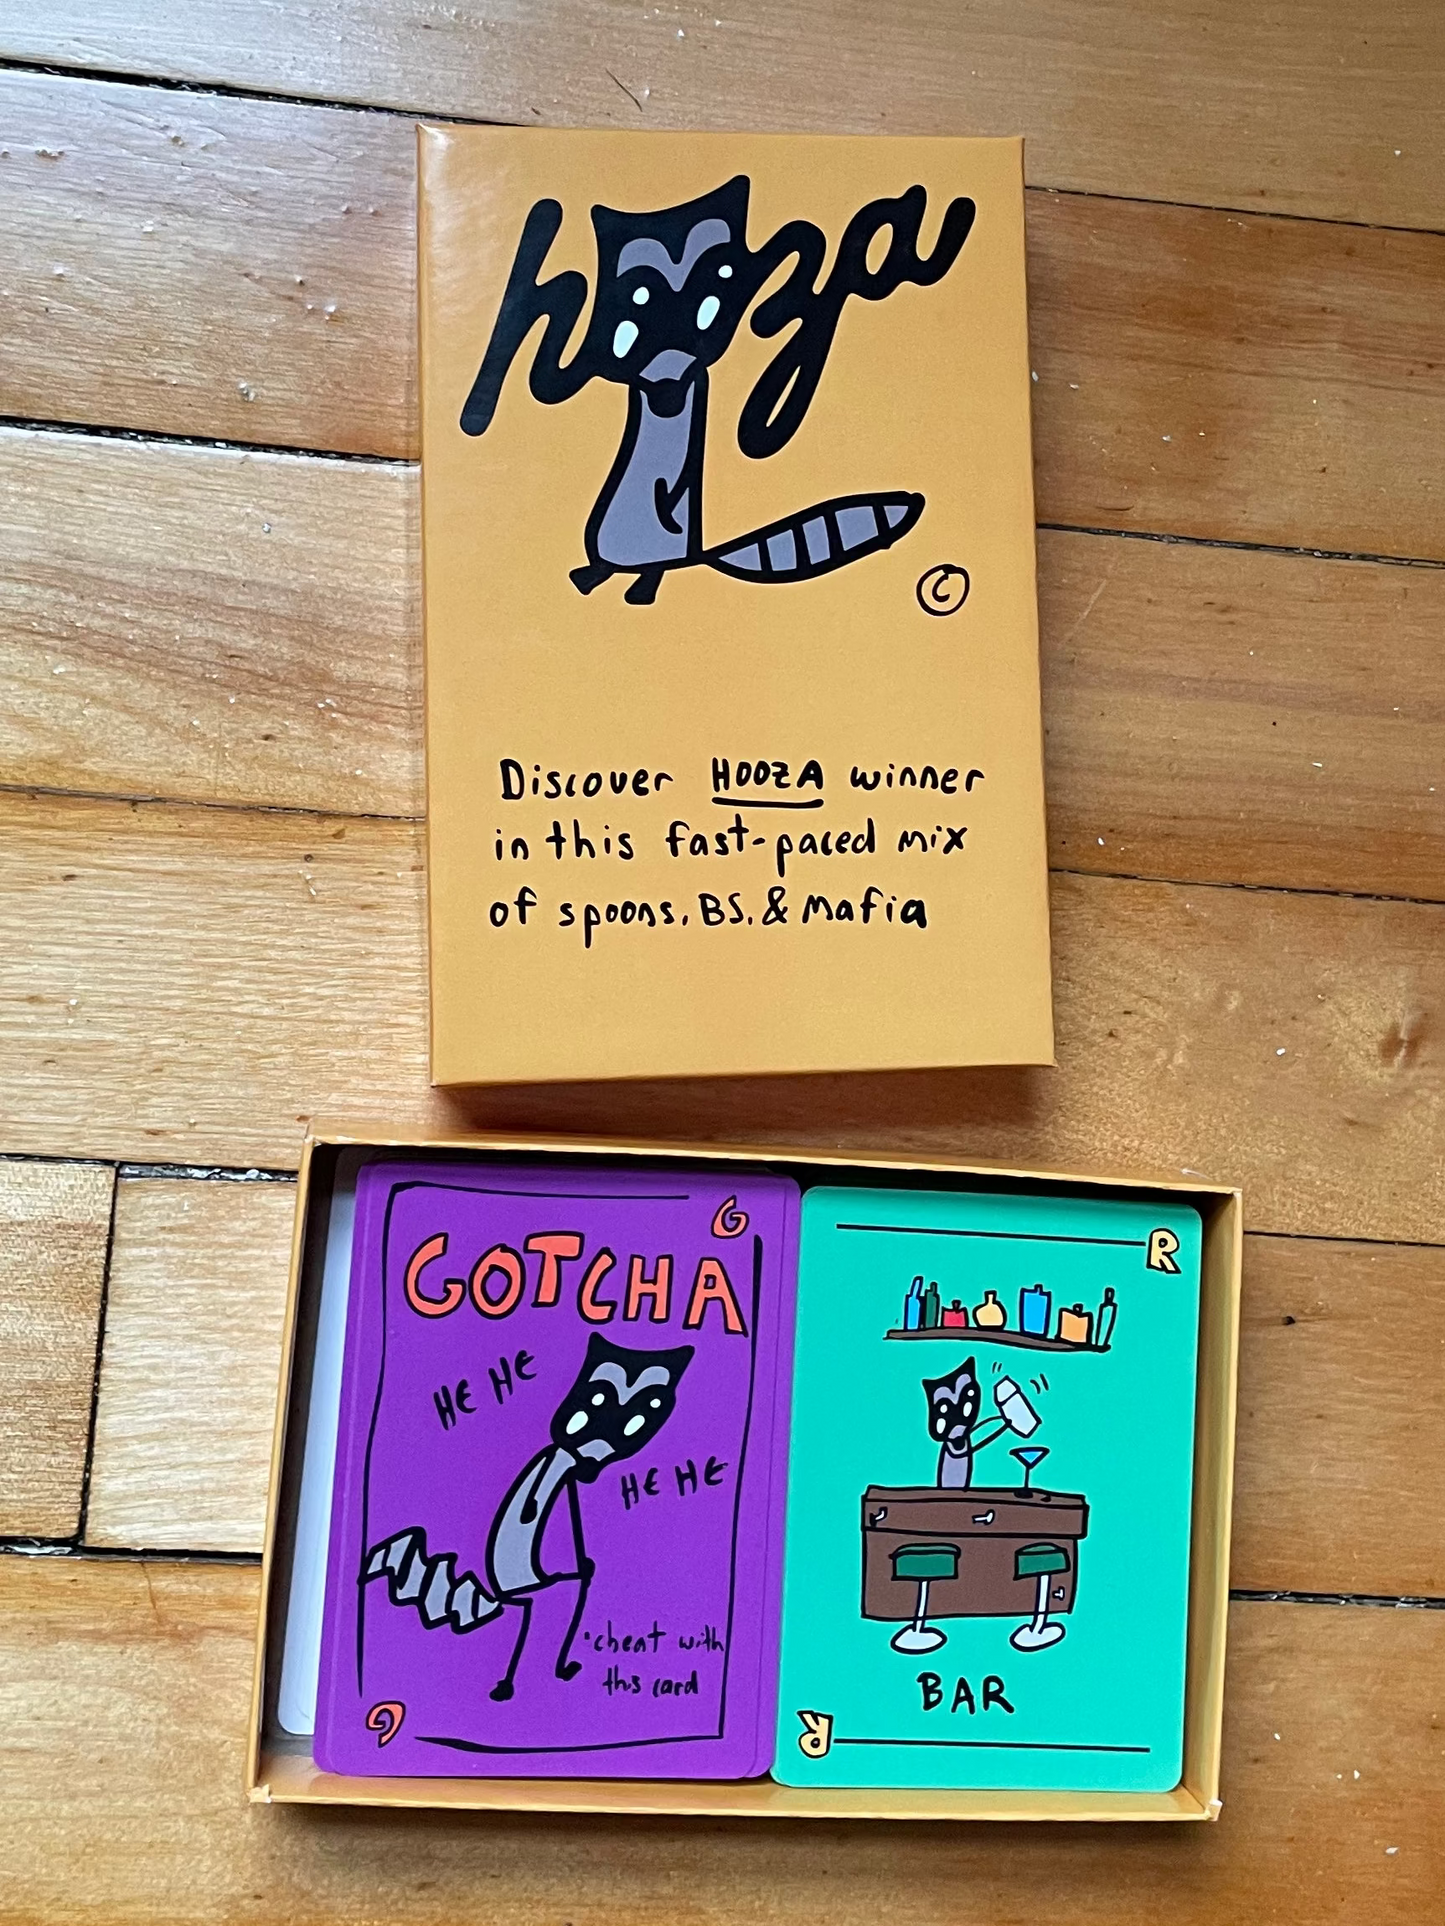 hooza
©
Discover HOOZA winner
in this fast-paced mix
of spoons, BS, & Mafia
G
GOTCHA
HE HE
HE HE
*cheat with
this card
G
R
BAR
R